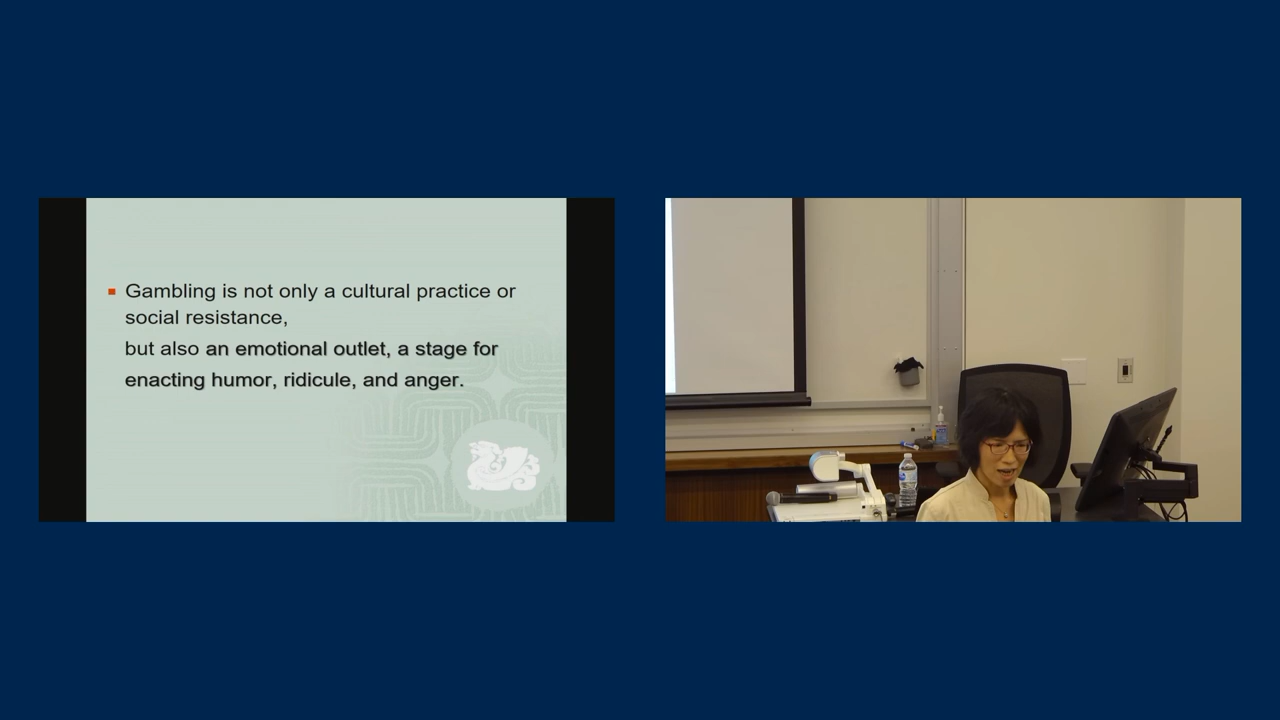 Gambling is not only a cultural practice or
social resistance,
but also an emotional outlet, a stage for
enacting humor, ridicule, and anger.